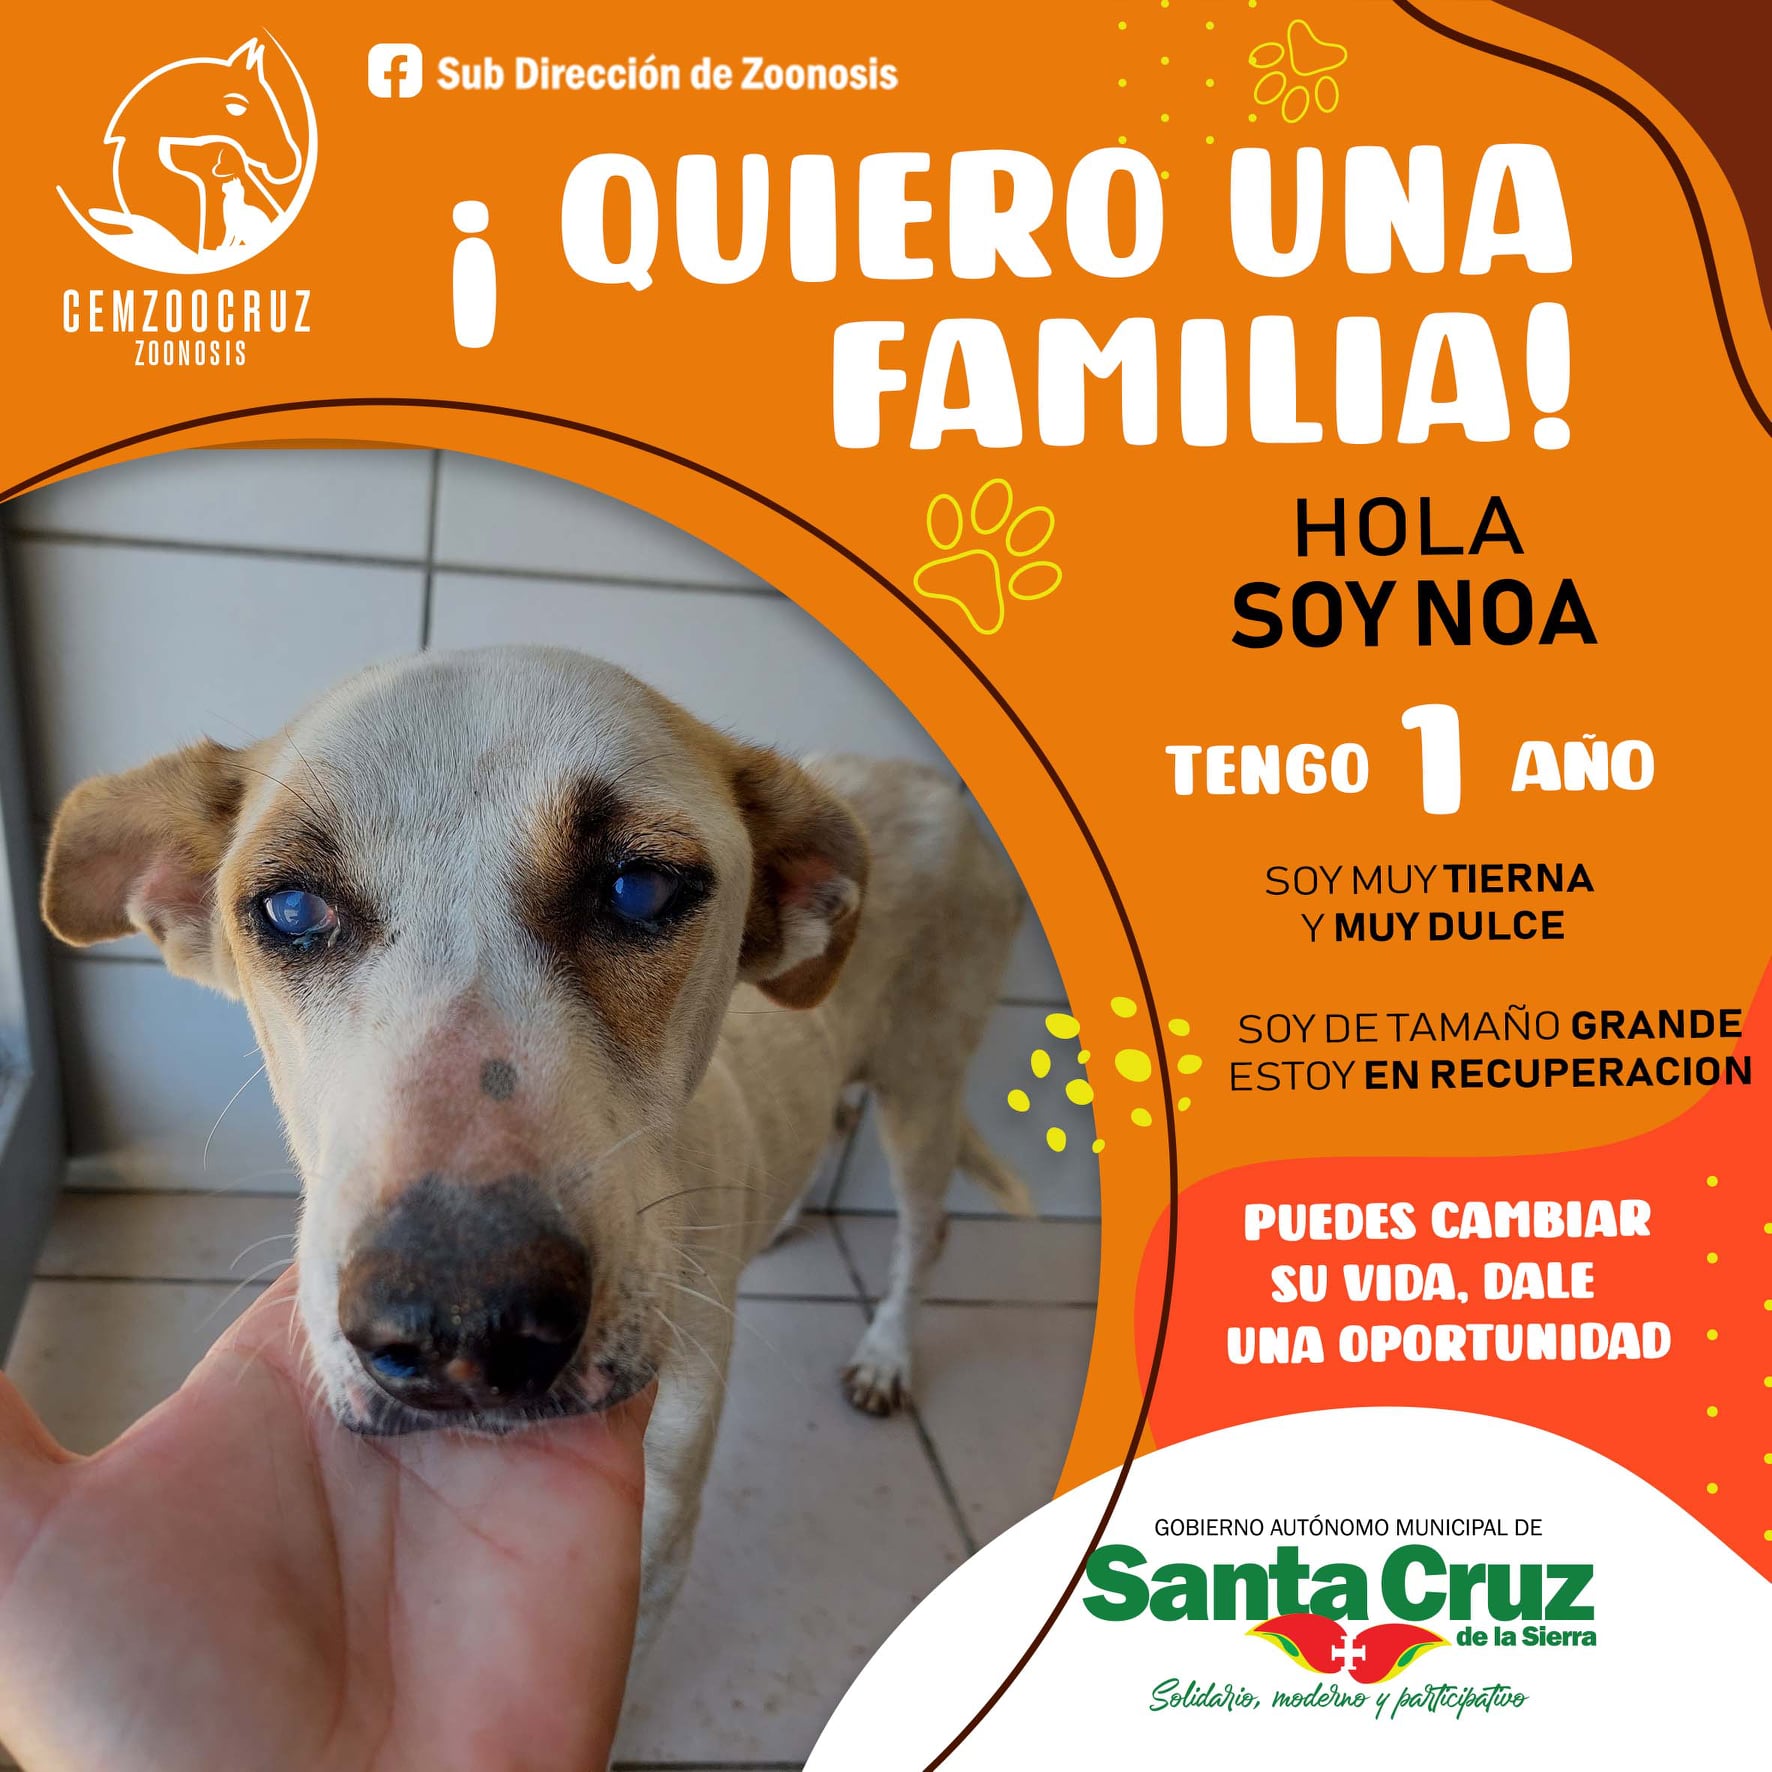 Sub Dirección de Zoonosis
CEMZOOCRUZ
ZOONOSIS
¡ QUIERO UNA
FAMILIA!
HOLA
SOY NOA
TENGO 1 AÑO
SOY MUY TIERNA
Y MUY DULCE
SOY DE TAMAÑO GRANDE
ESTOY EN RECUPERACION
PUEDES CAMBIAR
SU VIDA, DALE
UNA OPORTUNIDAD
GOBIERNO AUTÓNOMO MUNICIPAL DE
Santa Cruz
de la Sierra
Solidario, moderno y participativo